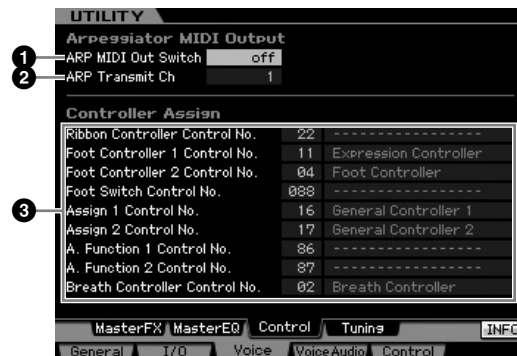 UTILITY
Arpeggiator MIDI Output
1 ARP MIDI Out Switch off
2 ARP Transmit Ch 1
Controller Assign
Ribbon Controller Control No. 22 -----------------
Foot Controller 1 Control No. 11 Expression Controller
Foot Controller 2 Control No. 04 Foot Controller
Foot Switch Control No. 088 -----------------
3 Assign 1 Control No. 16 General Controller 1
Assign 2 Control No. 17 General Controller 2
A. Function 1 Control No. 86 -----------------
A. Function 2 Control No. 87 -----------------
Breath Controller Control No. 02 Breath Controller
MasterFX MasterEQ Control Tuning INFO
General I/O Voice VoiceAudio Control